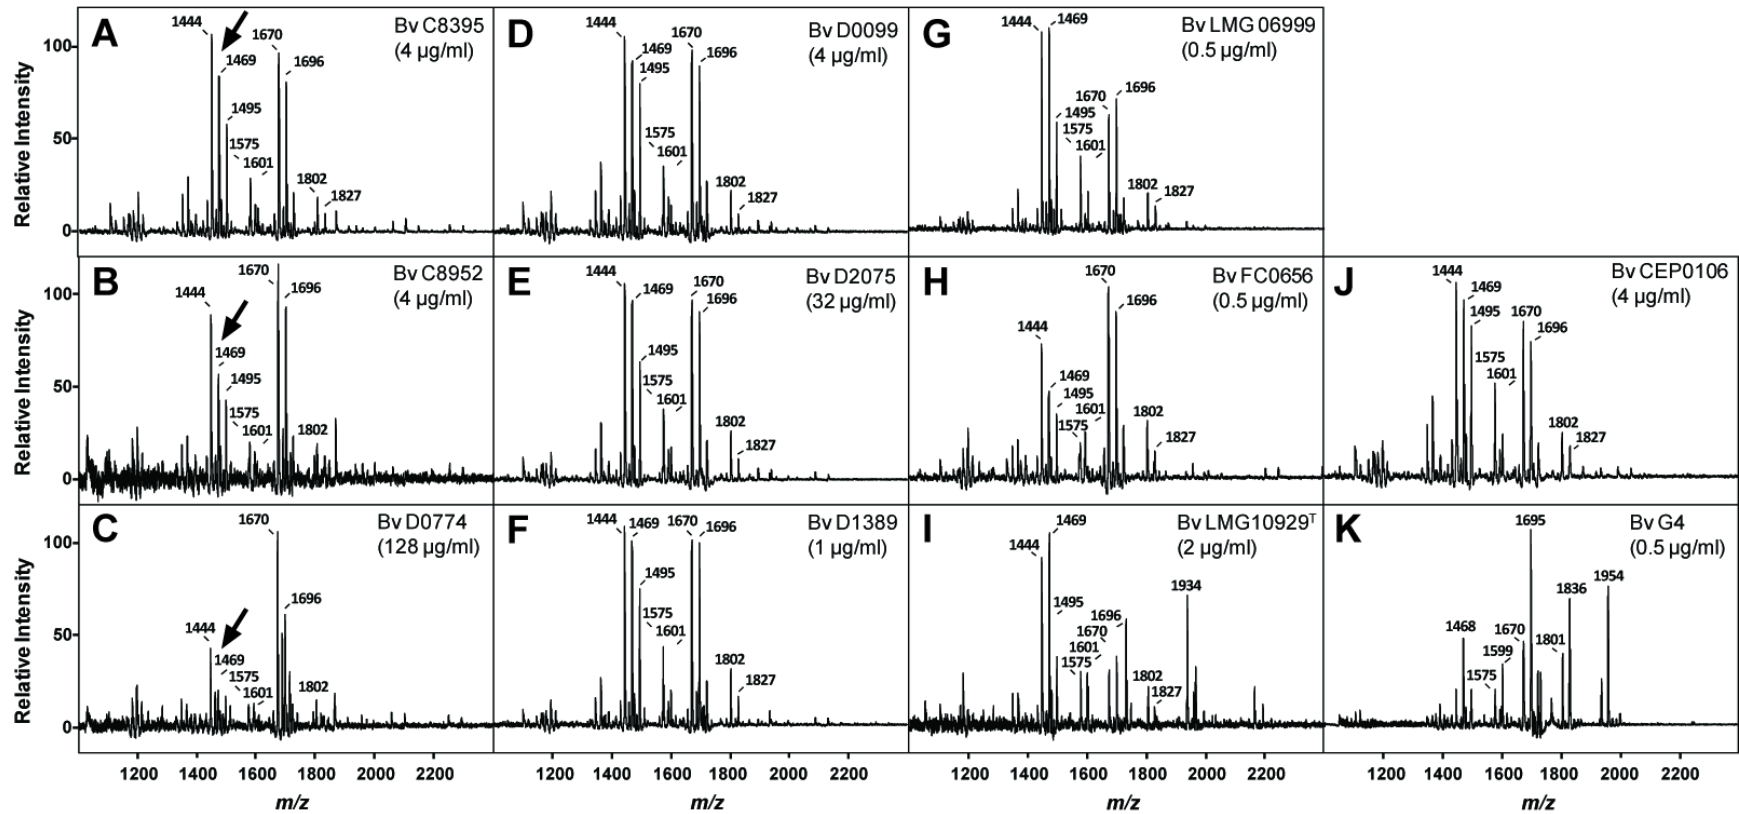 A
1444
1469
1495
1575
1601
1670
1696
1802
1827
Bv C8395
(4 µg/ml)
D
1444
1469
1495
1575
1601
1670
1696
1802
1827
Bv D0099
(4 µg/ml)
G
1444
1469
1495
1575
1601
1670
1696
1802
1827
Bv LMG 06999
(0.5 µg/ml)
Relative Intensity
100
50
0
B
1444
1469
1495
1575
1601
1670
1696
1802
Bv C8952
(4 µg/ml)
E
1444
1469
1495
1575
1601
1670
1696
1802
1827
Bv D2075
(32 µg/ml)
H
1444
1469
1495
1575
1601
1670
1696
1802
1827
Bv FC0656
(0.5 µg/ml)
J
1444
1469
1495
1575
1601
1670
1696
1802
1827
Bv CEP0106
(4 µg/ml)
Relative Intensity
100
50
0
C
1444
1469
1575
1601
1670
1696
1802
Bv D0774
(128 µg/ml)
F
1444
1469
1495
1575
1601
1670
1696
1802
1827
Bv D1389
(1 µg/ml)
I
1444
1469
1495
1575
1601
1670
1696
1802
1827
1934
Bv LMG10929ᵀ
(2 µg/ml)
K
1468
1575
1599
1670
1695
1801
1836
1954
Bv G4
(0.5 µg/ml)
Relative Intensity
100
50
0
1200 1400 1600 1800 2000 2200
m/z
1200 1400 1600 1800 2000 2200
m/z
1200 1400 1600 1800 2000 2200
m/z
1200 1400 1600 1800 2000 2200
m/z